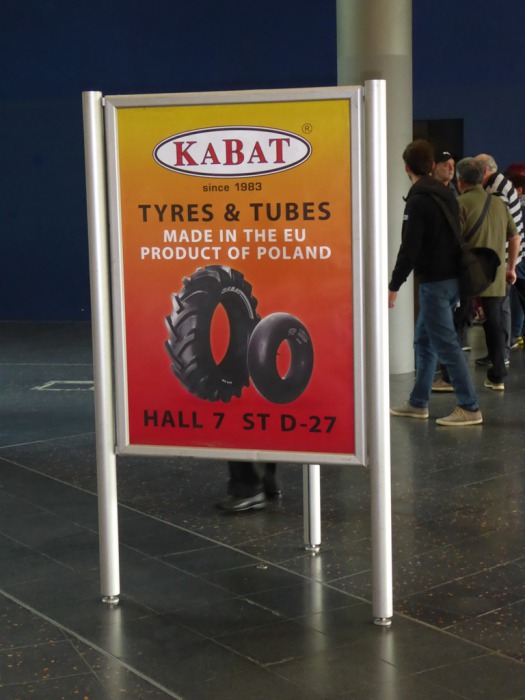 KABAT ®
since 1983
TYRES & TUBES
MADE IN THE EU
PRODUCT OF POLAND
HALL 7 ST D-27